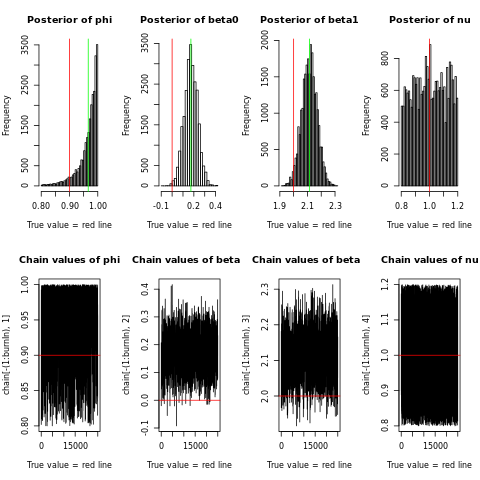 Posterior of phi
Posterior of beta0
Posterior of beta1
Posterior of nu
Frequency
0 500 1500 2500 3500
0.80 0.90 1.00
True value = red line
Frequency
0 500 1500 2500 3500
-0.1 0.2 0.4
True value = red line
Frequency
0 500 1000 1500 2000
1.9 2.1 2.3
True value = red line
Frequency
0 200 400 600 800
0.8 1.0 1.2
True value = red line
Chain values of phi
Chain values of beta
Chain values of beta
Chain values of nu
chain[-(1:burnIn), 1]
0.80 0.85 0.90 0.95 1.00
0 15000
True value = red line
chain[-(1:burnIn), 2]
-0.1 0.0 0.1 0.2 0.3 0.4
0 15000
True value = red line
chain[-(1:burnIn), 3]
2.0 2.1 2.2 2.3
0 15000
True value = red line
chain[-(1:burnIn), 4]
0.8 0.9 1.0 1.1 1.2
0 15000
True value = red line